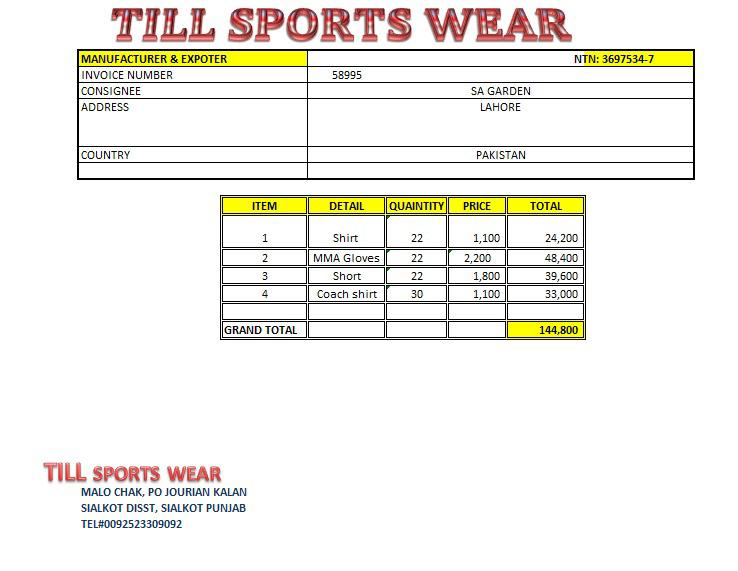 TILL SPORTS WEAR
MANUFACTURER & EXPOTER NTN: 3697534-7
INVOICE NUMBER 58995
CONSIGNEE SA GARDEN
ADDRESS LAHORE
COUNTRY PAKISTAN
ITEM DETAIL QUAINTITY PRICE TOTAL
1 Shirt 22 1,100 24,200
2 MMA Gloves 22 2,200 48,400
3 Short 22 1,800 39,600
4 Coach shirt 30 1,100 33,000
GRAND TOTAL 144,800
TILL SPORTS WEAR
MALO CHAK, PO JOURIAN KALAN
SIALKOT DISST, SIALKOT PUNJAB
TEL#0092523309092